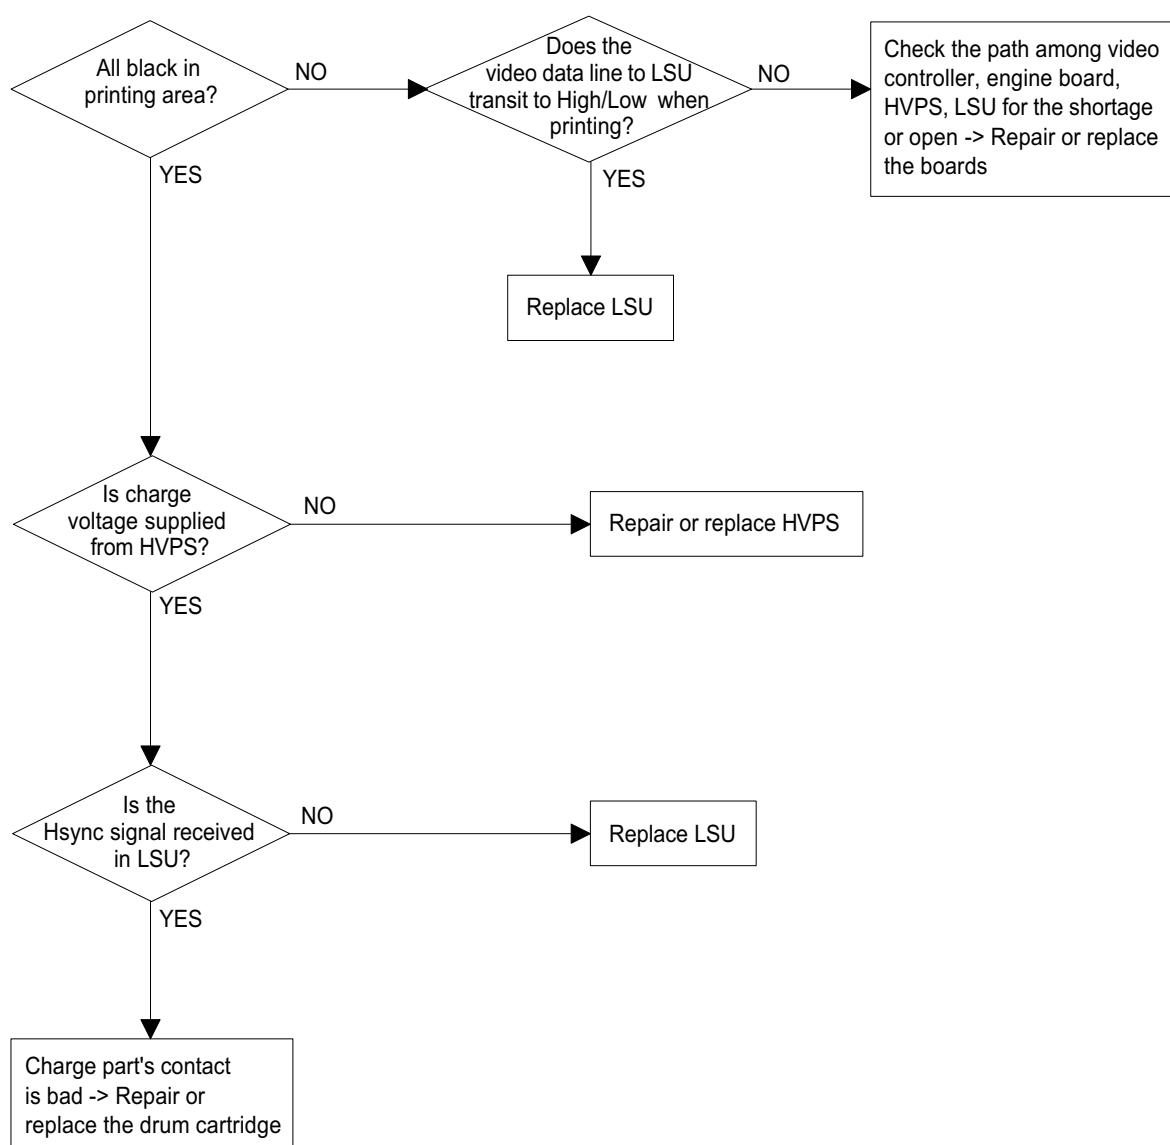 All black in
printing area?
NO
Does the
video data line to LSU
transit to High/Low when
printing?
NO
Check the path among video
controller, engine board,
HVPS, LSU for the shortage
or open -> Repair or replace
the boards
YES
YES
Replace LSU
Is charge
voltage supplied
from HVPS?
NO
Repair or replace HVPS
YES
Is the
Hsync signal received
in LSU?
NO
Replace LSU
YES
Charge part's contact
is bad -> Repair or
replace the drum cartridge